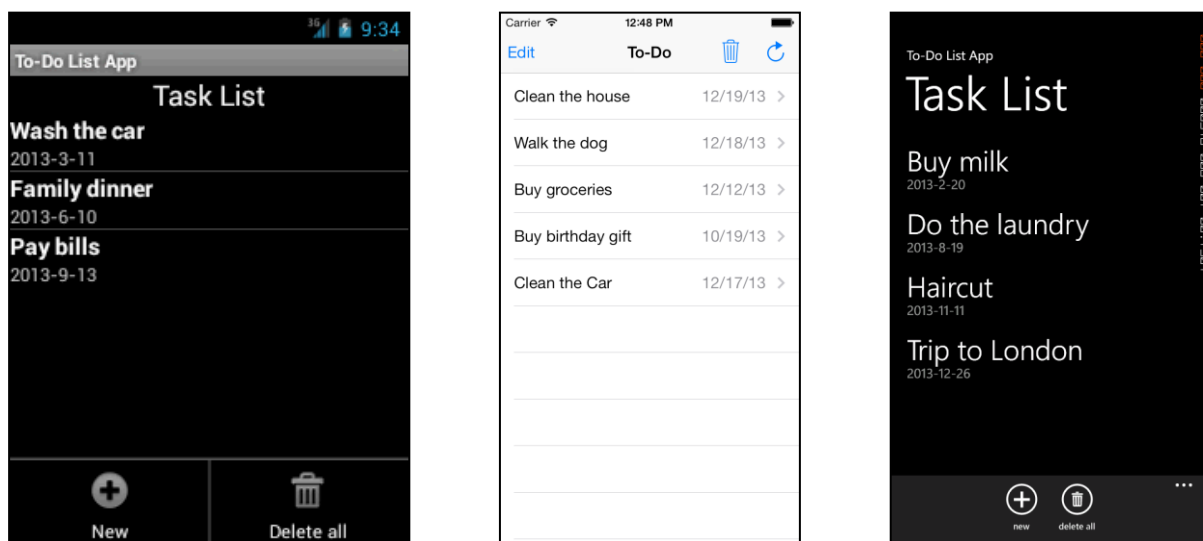 3G 9:34
To-Do List App
Task List
Wash the car
2013-3-11
Family dinner
2013-6-10
Pay bills
2013-9-13
New Delete all
Carrier 12:48 PM
Edit To-Do
Clean the house 12/19/13
Walk the dog 12/18/13
Buy groceries 12/12/13
Buy birthday gift 10/19/13
Clean the Car 12/17/13
To-Do List App
Task List
Buy milk
2013-2-20
Do the laundry
2013-8-19
Haircut
2013-11-11
Trip to London
2013-12-26
new delete all